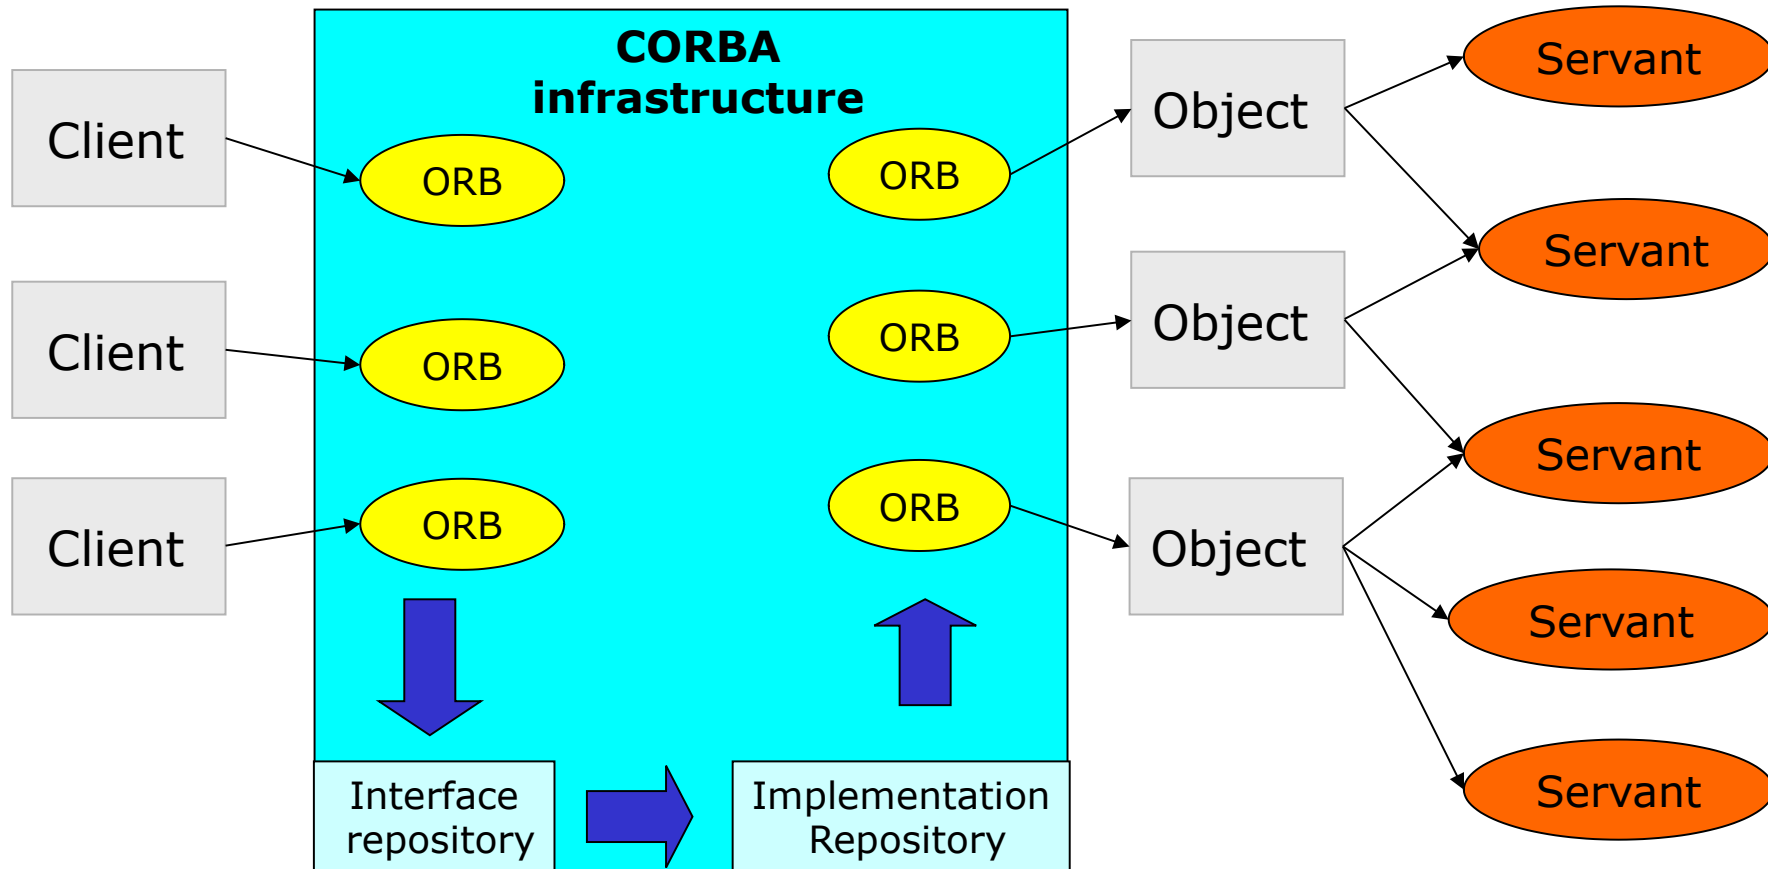 CORBA
infrastructure
Client
ORB
ORB
Object
Servant
Servant
Client
ORB
ORB
Object
Servant
Client
ORB
ORB
Object
Servant
Servant
Interface
repository
Implementation
Repository